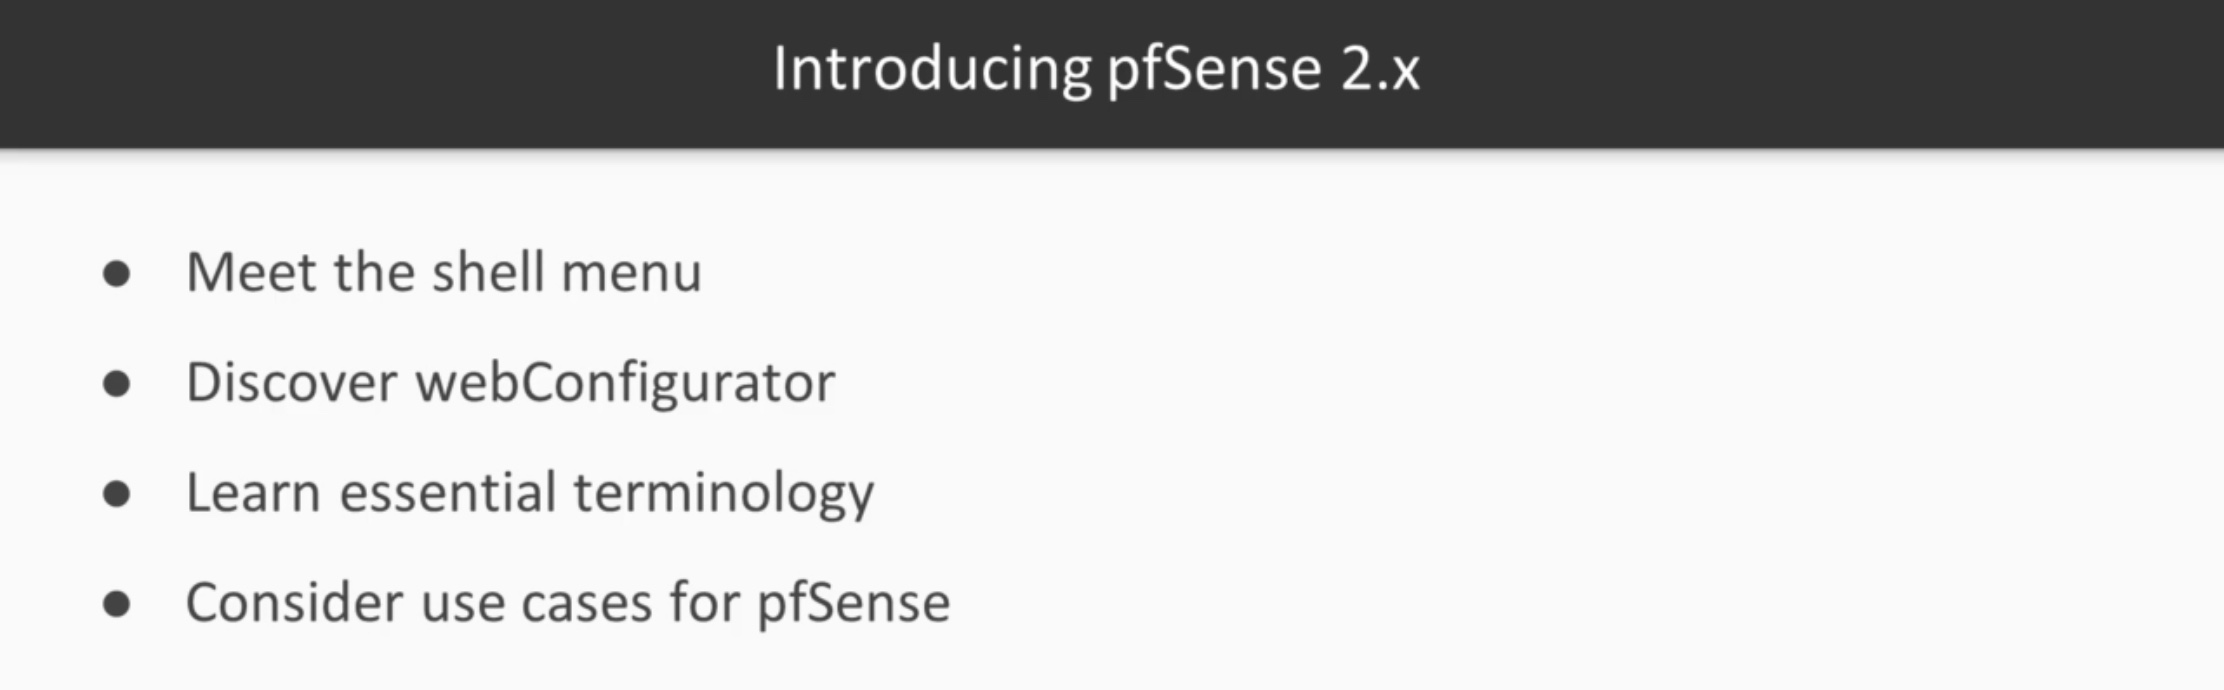 Introducing pfSense 2.x
● Meet the shell menu
● Discover webConfigurator
● Learn essential terminology
● Consider use cases for pfSense